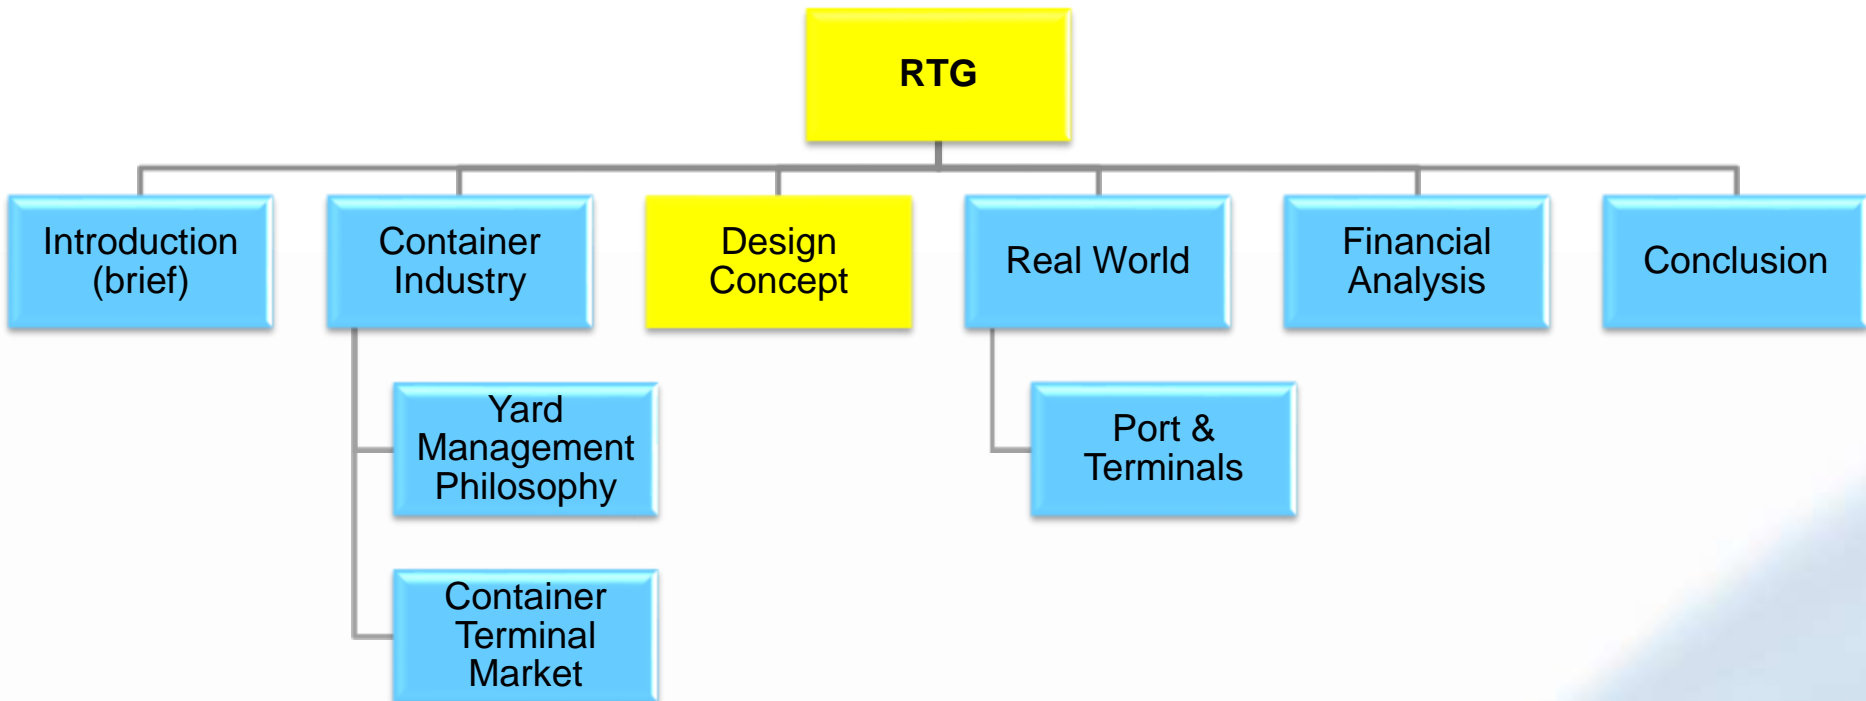 RTG
Introduction
(brief)
Container
Industry
Design
Concept
Real World
Financial
Analysis
Conclusion
Yard
Management
Philosophy
Port &
Terminals
Container
Terminal
Market